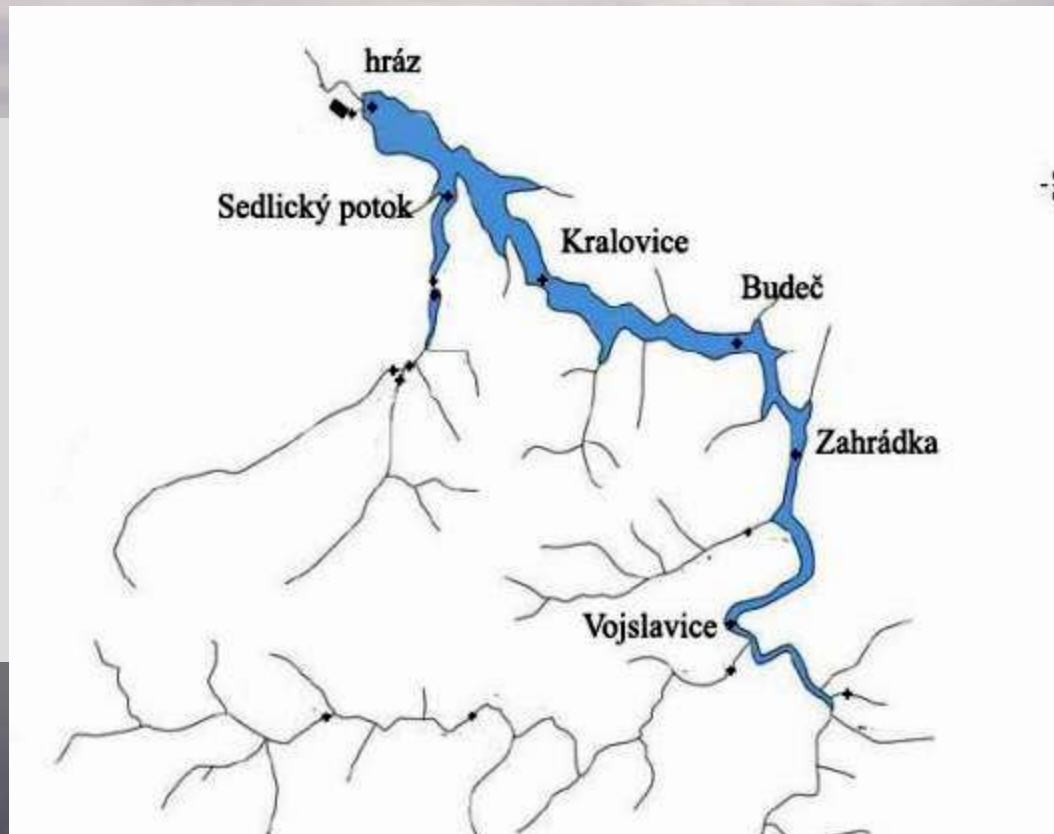 hráz
Sedlický potok
Kralovice
Budeč
Zahrádka
Vojslavice